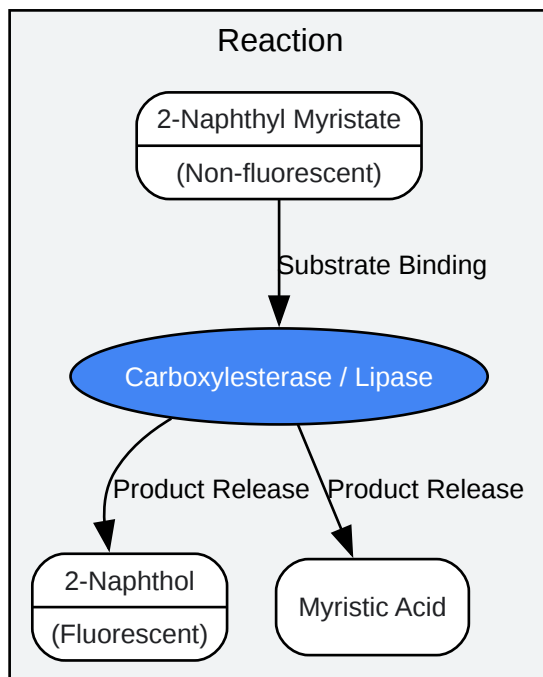 Reaction
2-Naphthyl Myristate
(Non-fluorescent)
Substrate Binding
Carboxylesterase / Lipase
Product Release
Product Release
2-Naphthol
(Fluorescent)
Myristic Acid